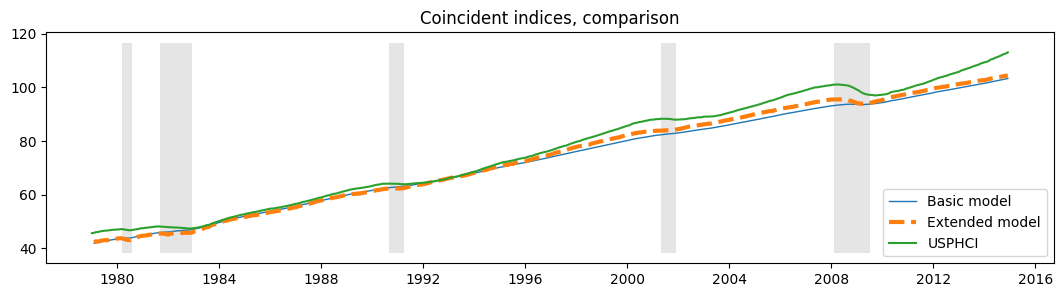 Coincident indices, comparison
120
100
80
60
40
1980 1984 1988 1992 1996 2000 2004 2008 2012 2016
Basic model
Extended model
USPHCI